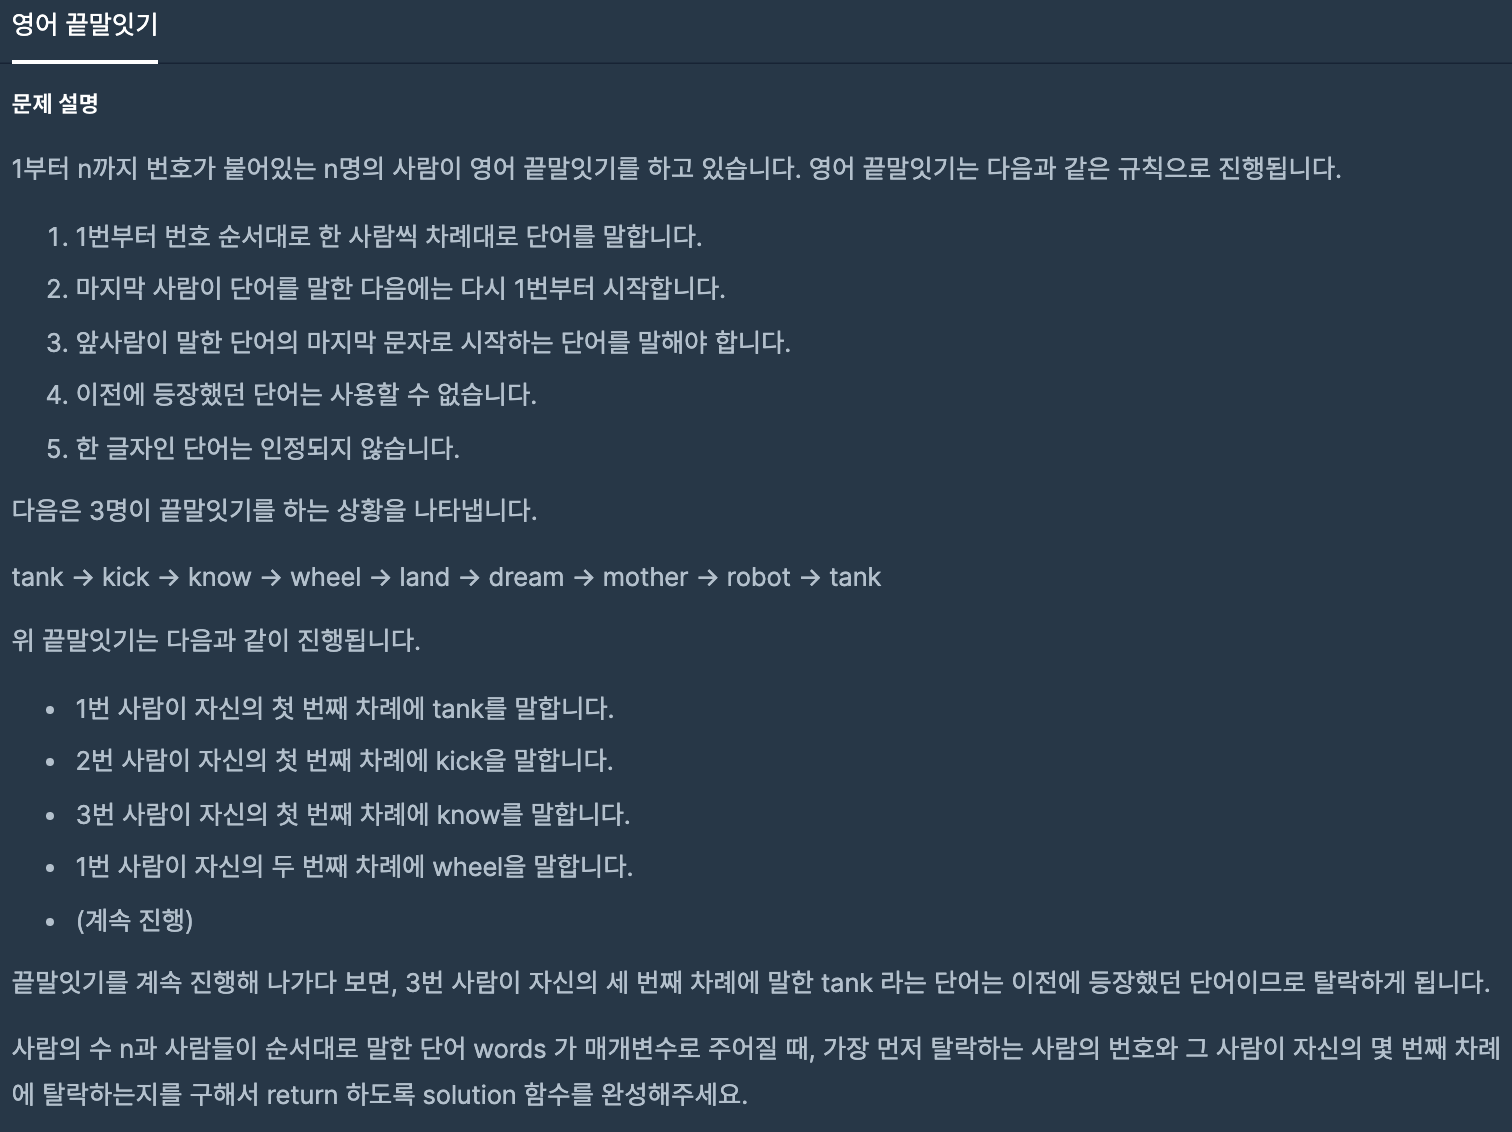 영어 끝말잇기
문제 설명
1부터 n까지 번호가 붙어있는 n명의 사람이 영어 끝말잇기를 하고 있습니다. 영어 끝말잇기는 다음과 같은 규칙으로 진행됩니다.
1. 1번부터 번호 순서대로 한 사람씩 차례대로 단어를 말합니다.
2. 마지막 사람이 단어를 말한 다음에는 다시 1번부터 시작합니다.
3. 앞사람이 말한 단어의 마지막 문자로 시작하는 단어를 말해야 합니다.
4. 이전에 등장했던 단어는 사용할 수 없습니다.
5. 한 글자인 단어는 인정되지 않습니다.
다음은 3명이 끝말잇기를 하는 상황을 나타냅니다.
tank → kick → know → wheel → land → dream → mother → robot → tank
위 끝말잇기는 다음과 같이 진행됩니다.
• 1번 사람이 자신의 첫 번째 차례에 tank를 말합니다.
• 2번 사람이 자신의 첫 번째 차례에 kick을 말합니다.
• 3번 사람이 자신의 첫 번째 차례에 know를 말합니다.
• 1번 사람이 자신의 두 번째 차례에 wheel을 말합니다.
• (계속 진행)
끝말잇기를 계속 진행해 나가다 보면, 3번 사람이 자신의 세 번째 차례에 말한 tank 라는 단어는 이전에 등장했던 단어이므로 탈락하게 됩니다.
사람의 수 n과 사람들이 순서대로 말한 단어 words 가 매개변수로 주어질 때, 가장 먼저 탈락하는 사람의 번호와 그 사람이 자신의 몇 번째 차례
에 탈락하는지를 구해서 return 하도록 solution 함수를 완성해주세요.